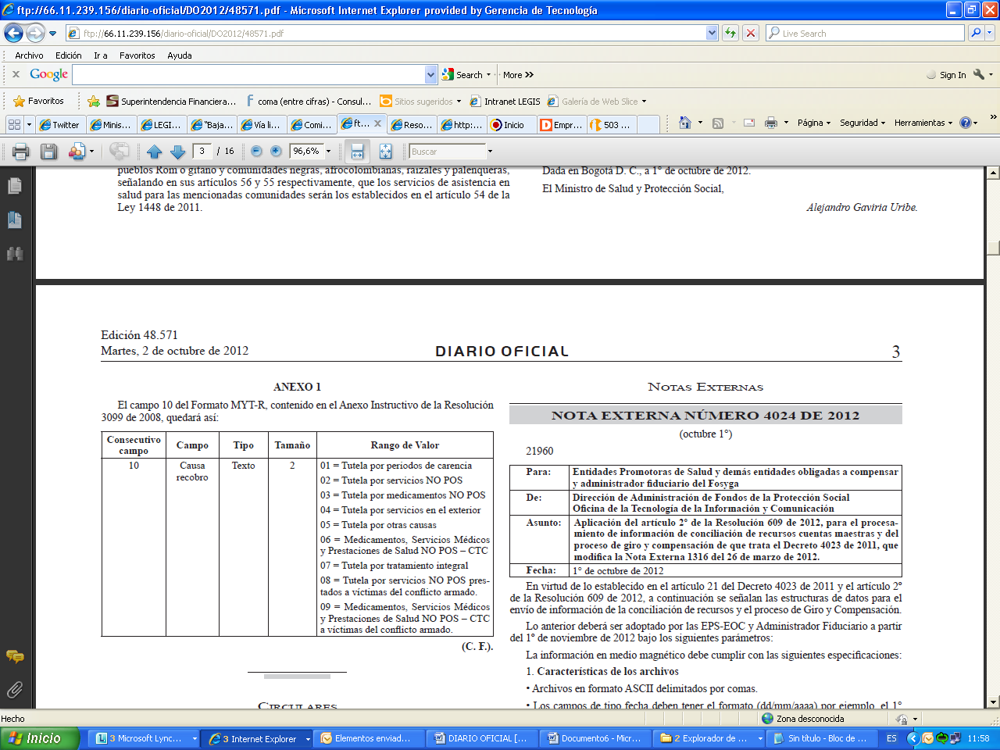 ftp://66.11.239.156/diario-oficial/DO2012/48571.pdf - Microsoft Internet Explorer provided by Gerencia de Tecnología
ftp://66.11.239.156/diario-oficial/DO2012/48571.pdf
Live Search
Archivo Edición Ir a Favoritos Ayuda
x Google Search More >> Sign In
Favoritos Superintendencia Financiera... coma (entre cifras) - Consul... Sitios sugeridos Intranet LEGIS Galería de Web Slice
Twitter Minis... LEGI... "Baja... Vía li... Comi... ft... X Reso... http:... Inicio Empr... 503 ... Página Seguridad Herramientas >>
3 / 16 96,6% Buscar
pueblos Rom o gitano y comunidades negras, afrocolombianas, raizales y palenqueras,
señalando en sus artículos 56 y 55 respectivamente, que los servicios de asistencia en
salud para las mencionadas comunidades serán los establecidos en el artículo 54 de la
Ley 1448 de 2011.
Dada en Bogotá D. C., a 1° de octubre de 2012.
El Ministro de Salud y Protección Social,
Alejandro Gaviria Uribe.
Edición 48.571
Martes, 2 de octubre de 2012
DIARIO OFICIAL
3
ANEXO 1
El campo 10 del Formato MYT-R, contenido en el Anexo Instructivo de la Resolución
3099 de 2008, quedará así:
Consecutivo campo Campo Tipo Tamaño Rango de Valor
10 Causa recobro Texto 2 01 = Tutela por periodos de carencia
02 = Tutela por servicios NO POS
03 = Tutela por medicamentos NO POS
04 = Tutela por servicios en el exterior
05 = Tutela por otras causas
06 = Medicamentos, Servicios Médicos
y Prestaciones de Salud NO POS – CTC
07 = Tutela por tratamiento integral
08 = Tutela por servicios NO POS pres-
tados a víctimas del conflicto armado.
09 = Medicamentos, Servicios Médicos
y Prestaciones de Salud NO POS – CTC
a víctimas del conflicto armado.
(C. F.).
CIRCULARES
NOTAS EXTERNAS
NOTA EXTERNA NÚMERO 4024 DE 2012
(octubre 1°)
21960
Para: Entidades Promotoras de Salud y demás entidades obligadas a compensar
y administrador fiduciario del Fosyga
De: Dirección de Administración de Fondos de la Protección Social
Oficina de la Tecnología de la Información y Comunicación
Asunto: Aplicación del artículo 2° de la Resolución 609 de 2012, para el procesa-
miento de información de conciliación de recursos cuentas maestras y del
proceso de giro y compensación de que trata el Decreto 4023 de 2011, que
modifica la Nota Externa 1316 del 26 de marzo de 2012.
Fecha: 1° de octubre de 2012
En virtud de lo establecido en el artículo 21 del Decreto 4023 de 2011 y el artículo 2°
de la Resolución 609 de 2012, a continuación se señalan las estructuras de datos para el
envío de información de la conciliación de recursos y el proceso de Giro y Compensación.
Lo anterior deberá ser adoptado por las EPS-EOC y Administrador Fiduciario a partir
del 1° de noviembre de 2012 bajo los siguientes parámetros:
La información en medio magnético debe cumplir con las siguientes especificaciones:
1. Características de los archivos
• Archivos en formato ASCII delimitados por comas.
• Los campos de tipo fecha deben tener el formato (dd/mm/aaaa) por ejemplo, el 1°
Hecho Zona desconocida
Inicio 3 Microsoft Lync... 3 Internet Explorer Elementos enviad... DIARIO OFICIAL [... Documento6 - Micr... 2 Explorador de ... Sin título - Bloc de ... ES 11:58